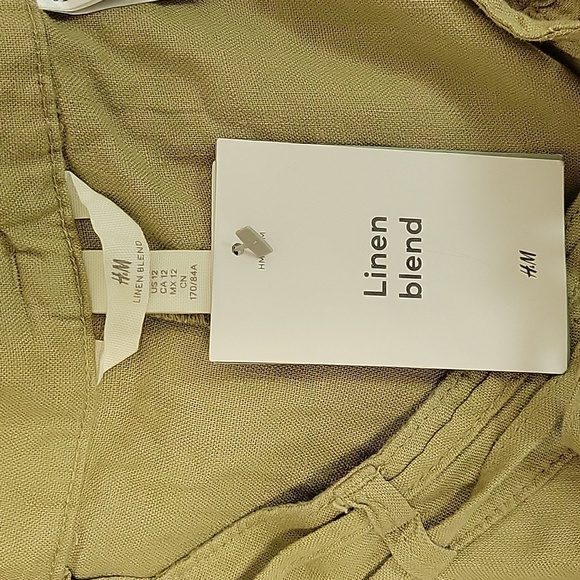 H&M
LINEN BLEND
US 12
CA 12
MX 12
CN
170/84A
Linen
blend
H&M